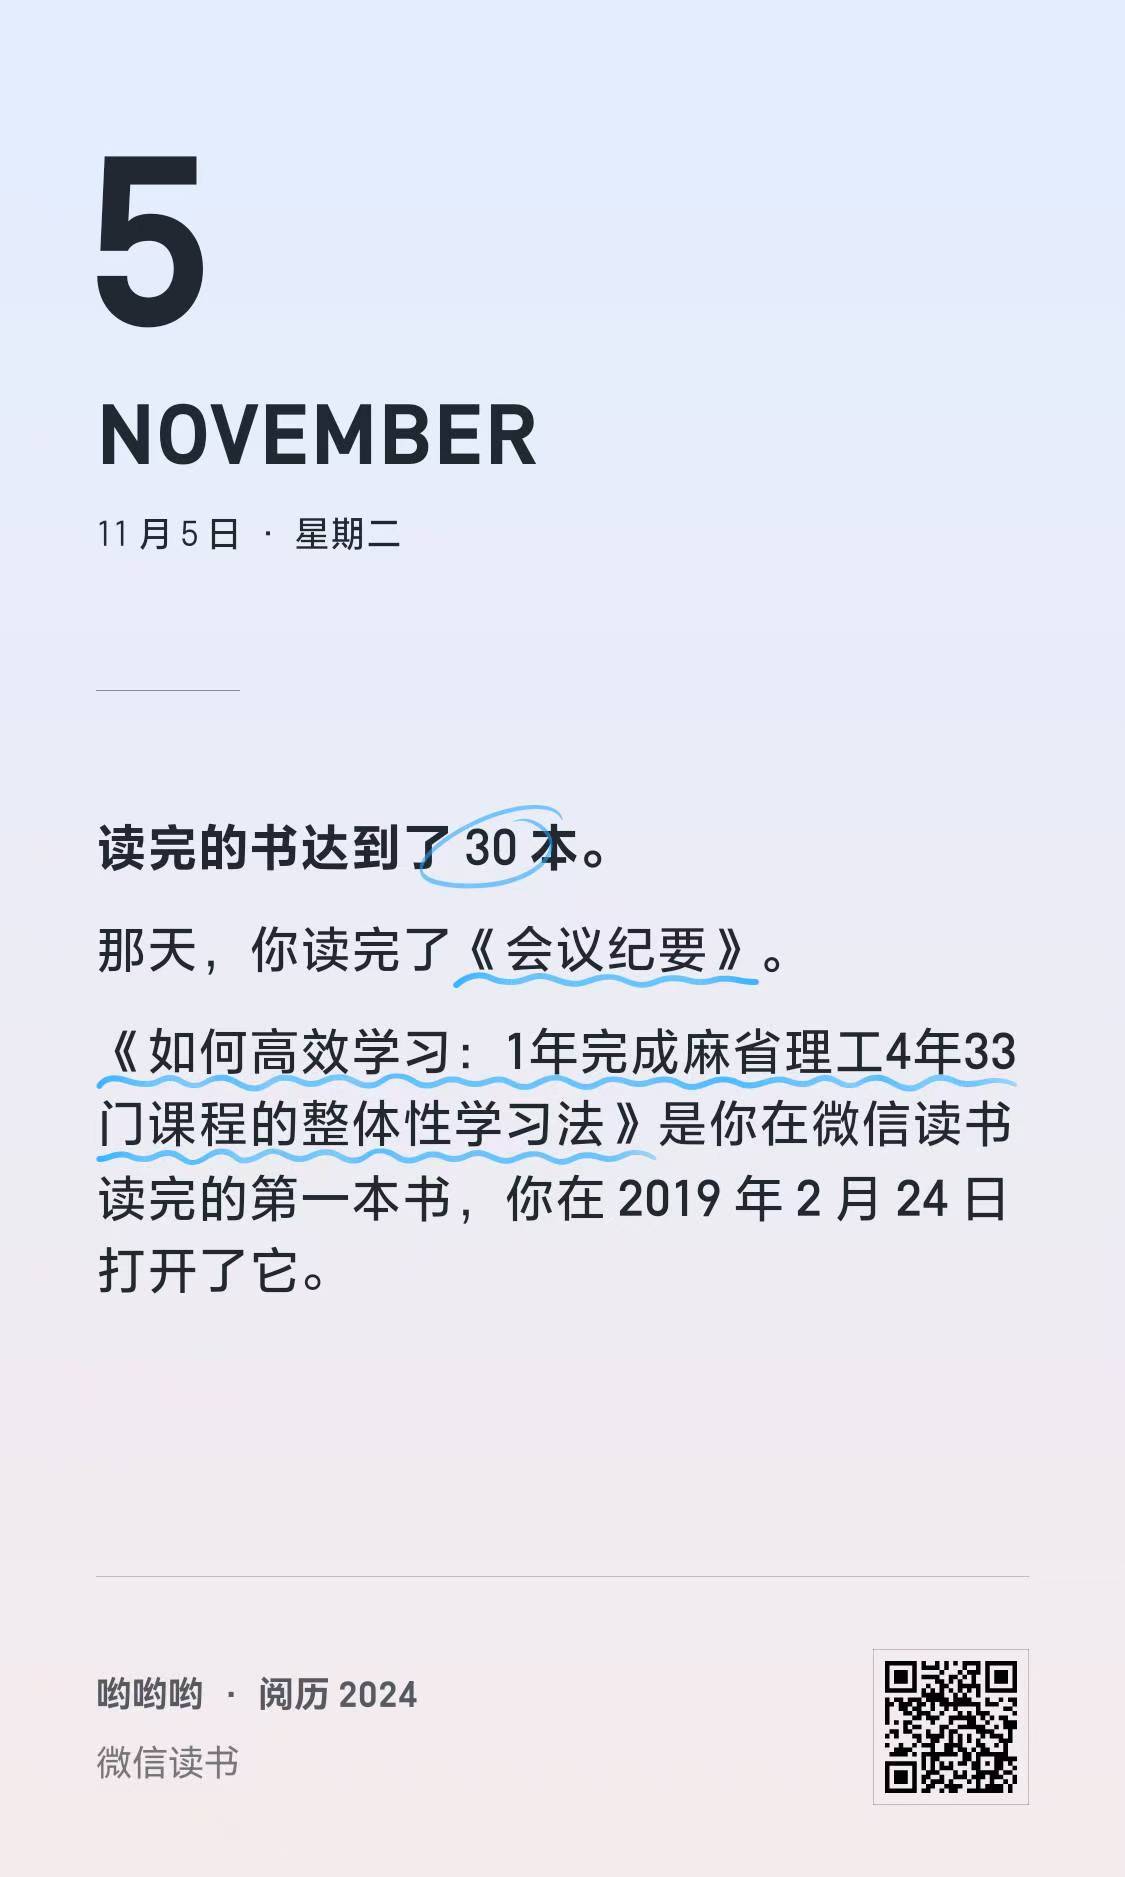 5
NOVEMBER
11 月 5 日 · 星期二
读完的书达到了 30 本。
那天，你读完了《会议纪要》。
《如何高效学习：1年完成麻省理工4年33
门课程的整体性学习法》是你在微信读书
读完的第一本书，你在 2019 年 2 月 24 日
打开了它。
哟哟哟 · 阅历 2024
微信读书